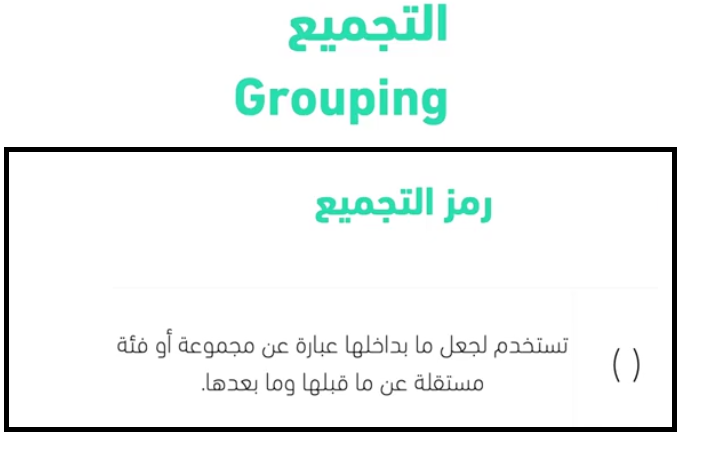 التجميع
Grouping
رمز التجميع
( )
تستخدم لجعل ما بداخلها عبارة عن مجموعة أو فئة
مستقلة عن ما قبلها وما بعدها.